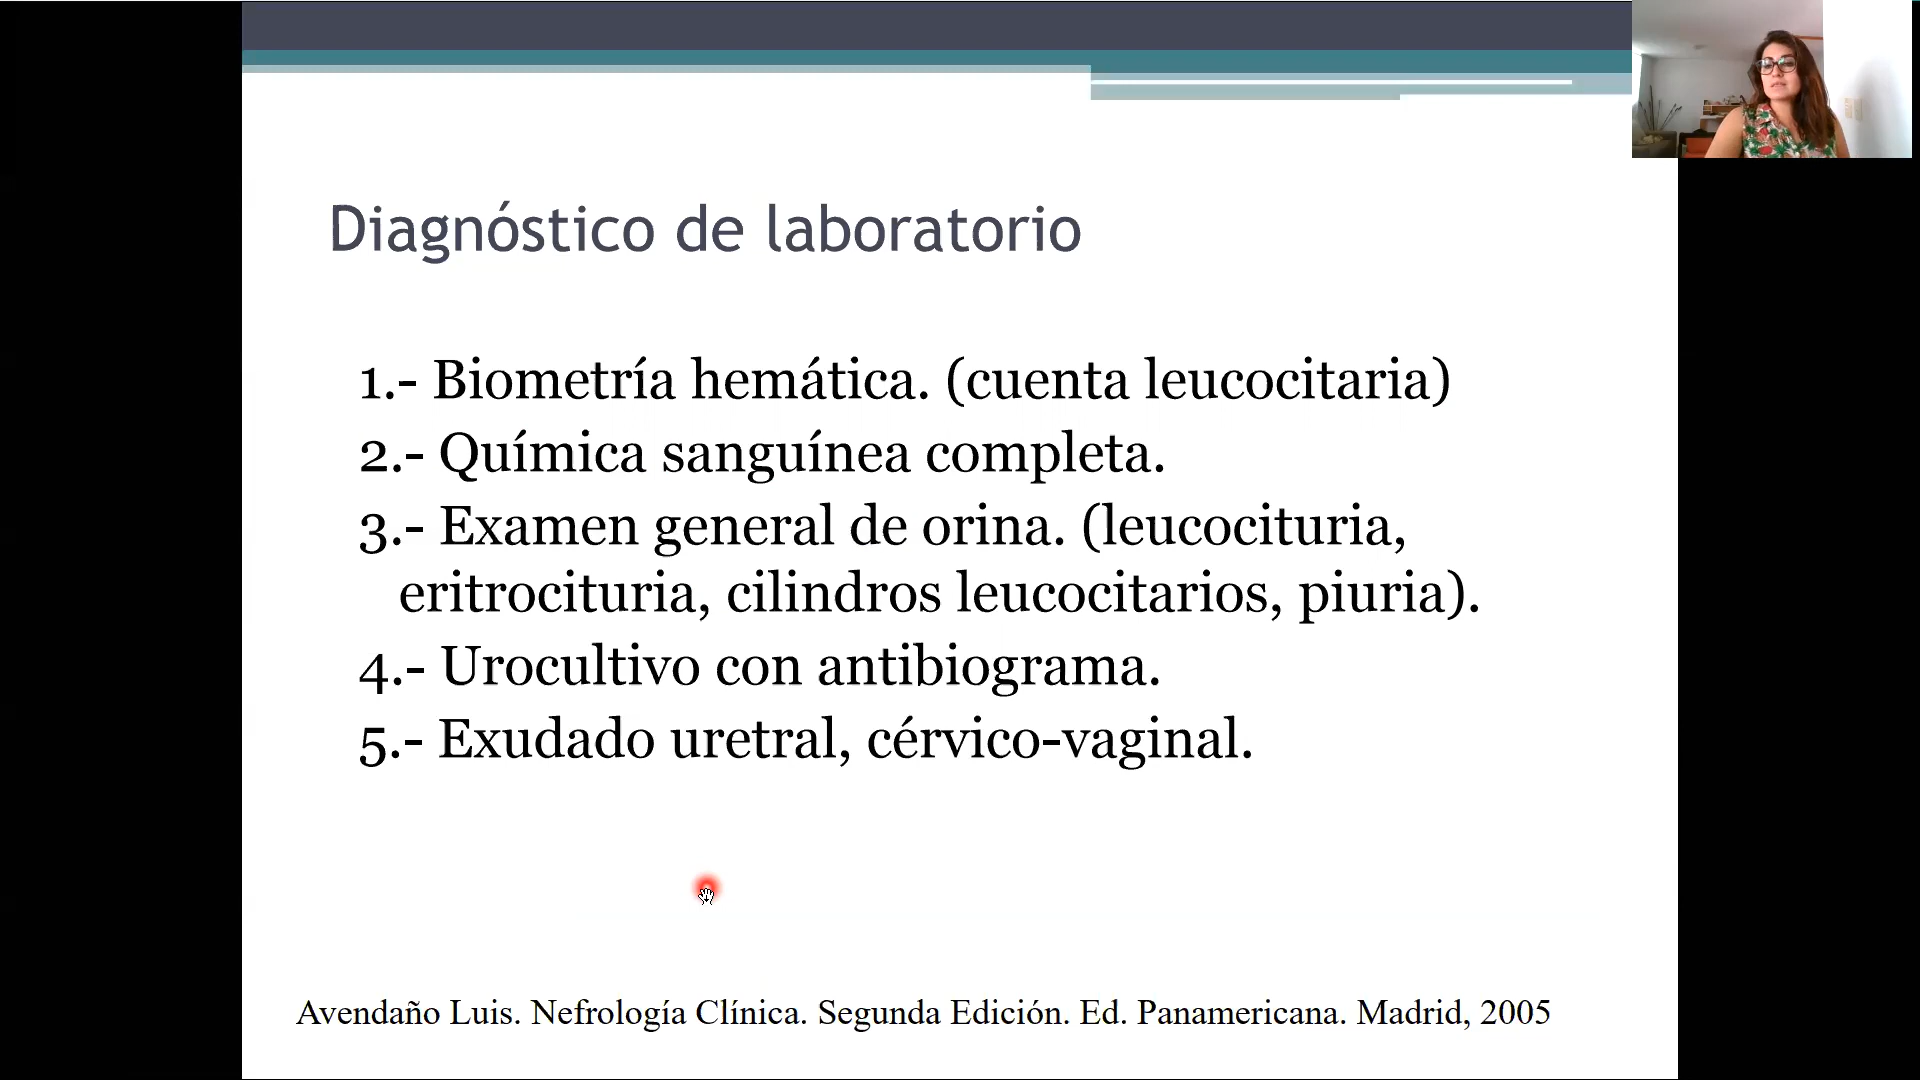 Diagnóstico de laboratorio
1.- Biometría hemática. (cuenta leucocitaria)
2.- Química sanguínea completa.
3.- Examen general de orina. (leucocituria,
eritrocituria, cilindros leucocitarios, piuria).
4.- Urocultivo con antibiograma.
5.- Exudado uretral, cérvico-vaginal.
Avendaño Luis. Nefrología Clínica. Segunda Edición. Ed. Panamericana. Madrid, 2005